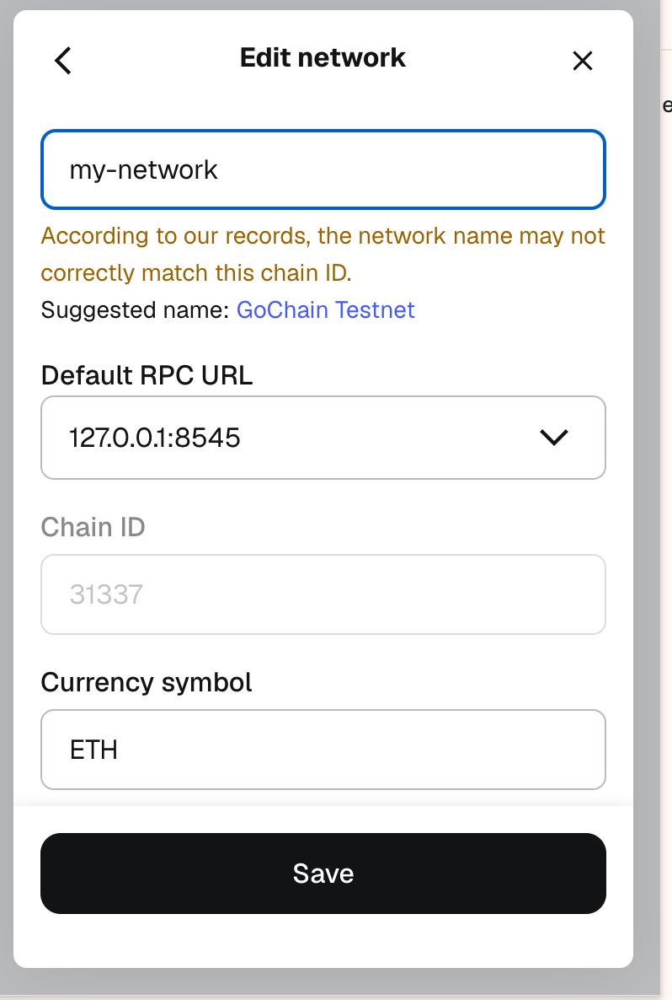 Edit network
my-network
According to our records, the network name may not
correctly match this chain ID.
Suggested name: GoChain Testnet
Default RPC URL
127.0.0.1:8545
Chain ID
31337
Currency symbol
ETH
Save
e